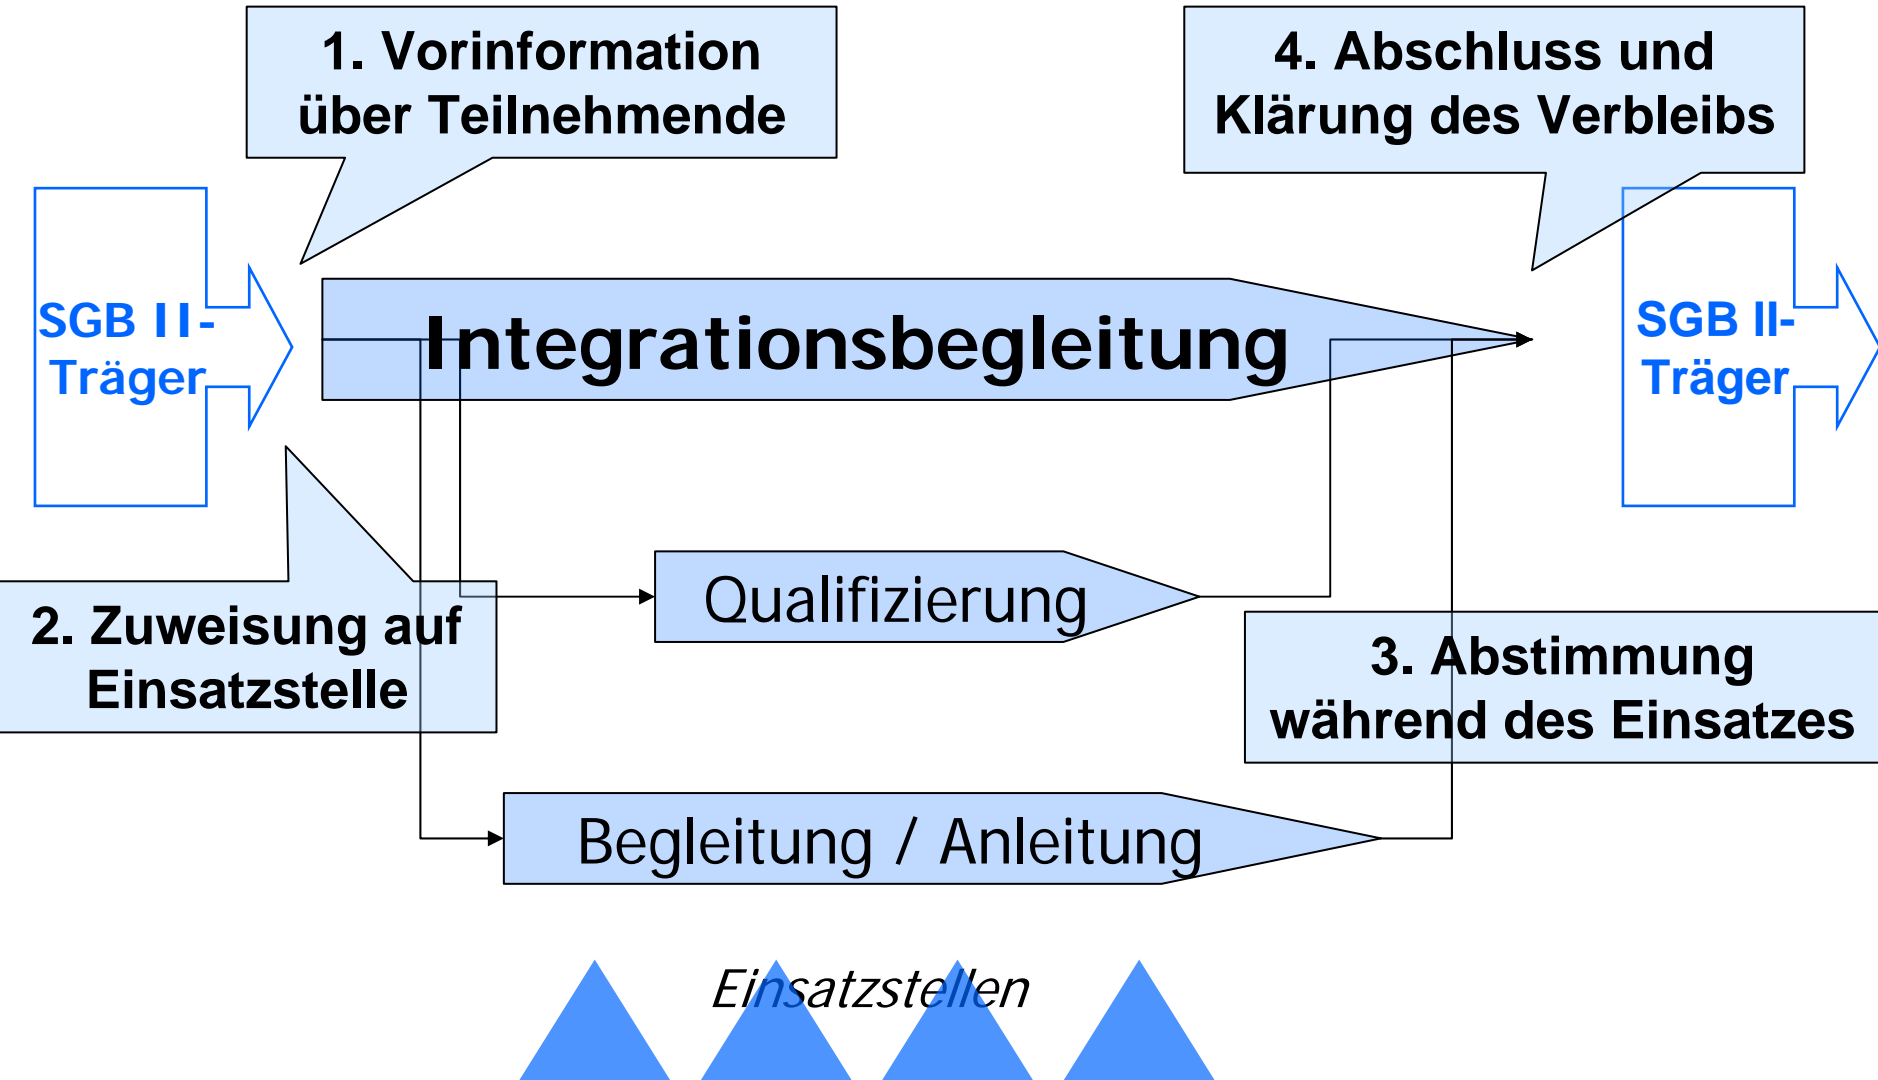 1. Vorinformation
über Teilnehmende
4. Abschluss und
Klärung des Verbleibs
SGB II-
Träger
Integrationsbegleitung
SGB II-
Träger
Qualifizierung
2. Zuweisung auf
Einsatzstelle
3. Abstimmung
während des Einsatzes
Begleitung / Anleitung
Einsatzstellen